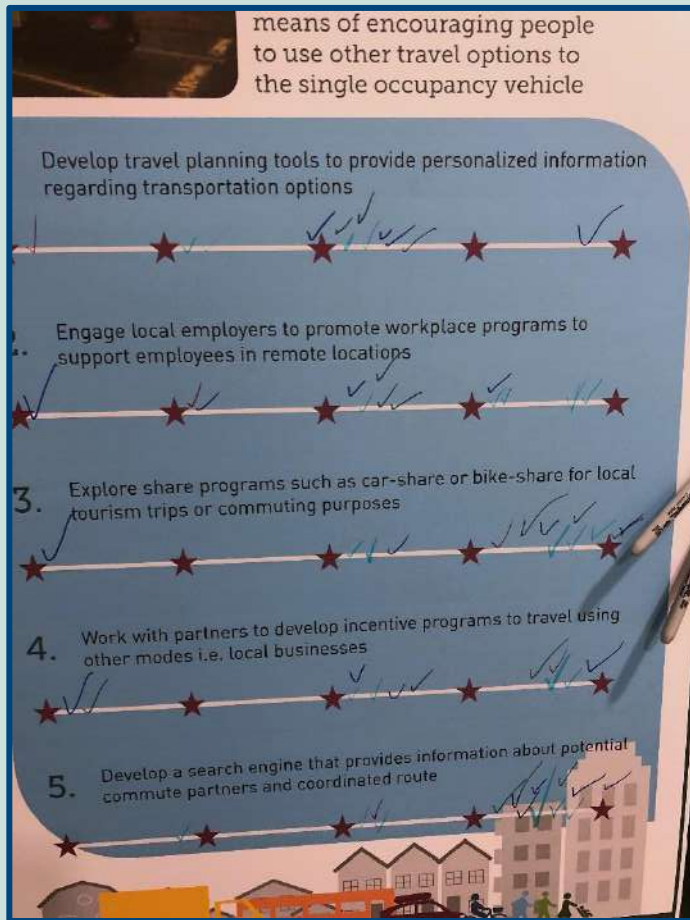 means of encouraging people
to use other travel options to
the single occupancy vehicle
Develop travel planning tools to provide personalized information
regarding transportation options
2.
Engage local employers to promote workplace programs to
support employees in remote locations
3.
Explore share programs such as car-share or bike-share for local
tourism trips or commuting purposes
4.
Work with partners to develop incentive programs to travel using
other modes i.e. local businesses
5.
Develop a search engine that provides information about potential
commute partners and coordinated route